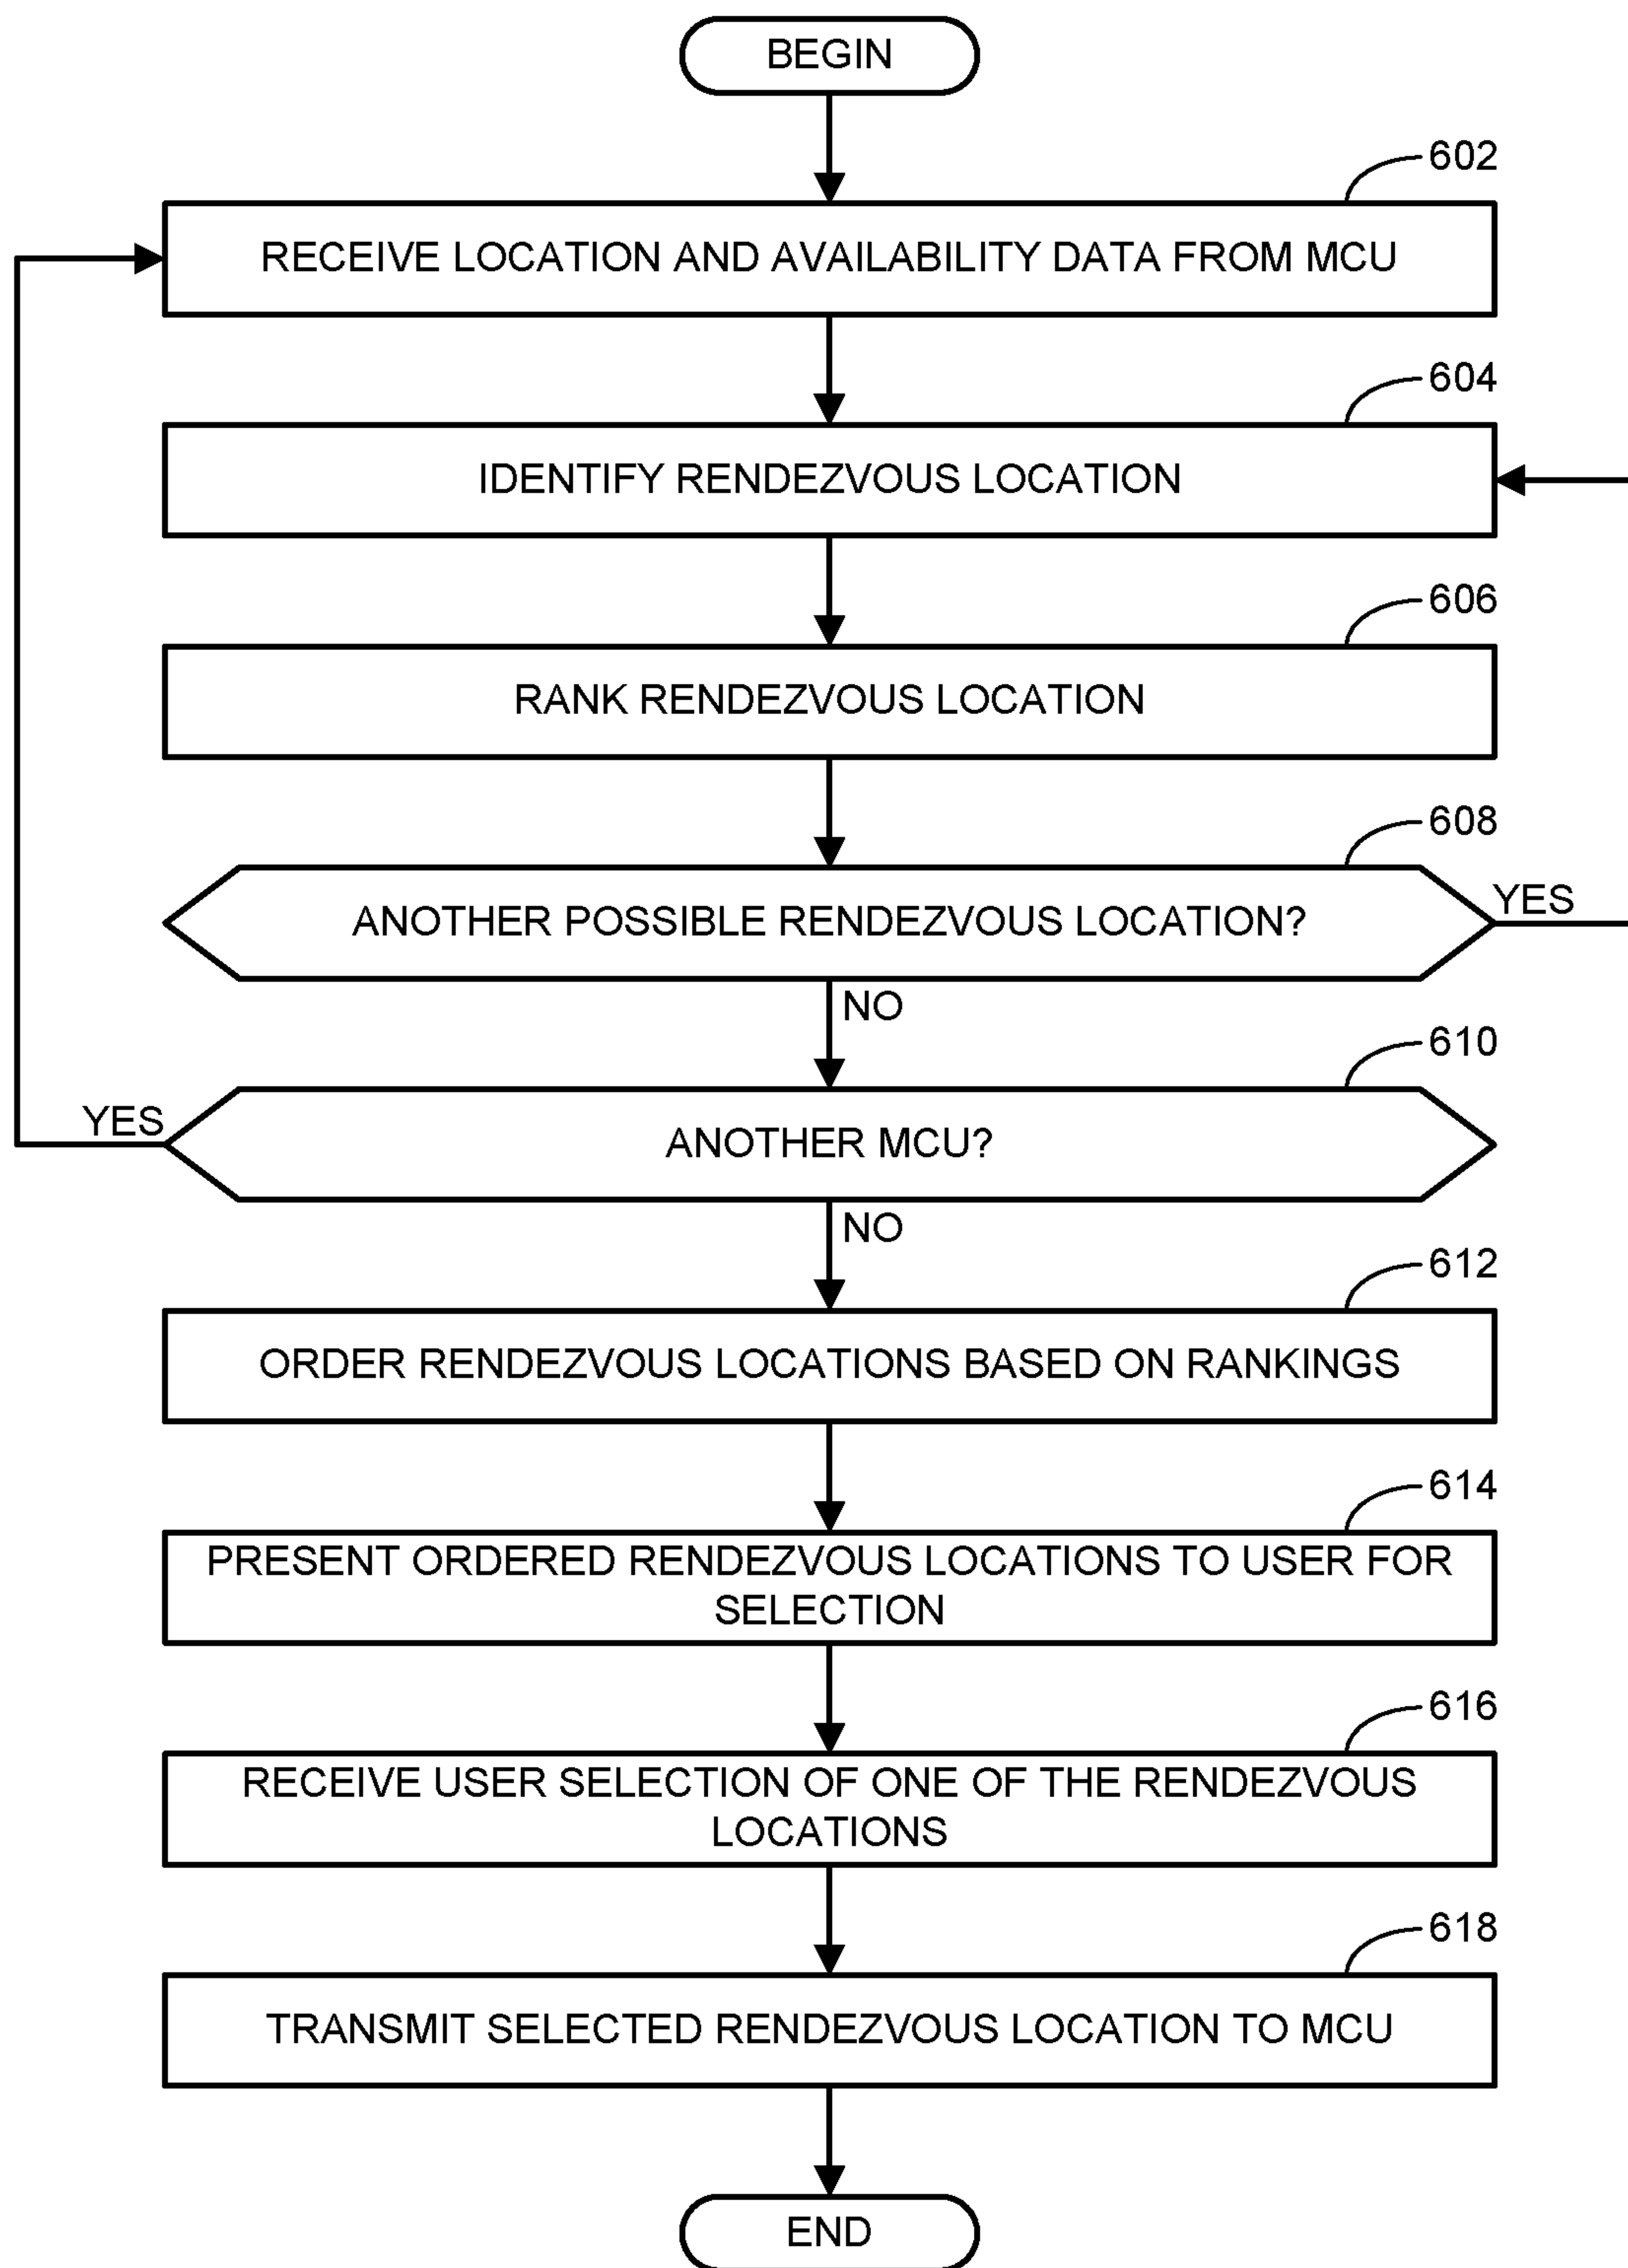 BEGIN
602
RECEIVE LOCATION AND AVAILABILITY DATA FROM MCU
604
IDENTIFY RENDEZVOUS LOCATION
606
RANK RENDEZVOUS LOCATION
608
ANOTHER POSSIBLE RENDEZVOUS LOCATION?
YES
NO
610
YES
ANOTHER MCU?
NO
612
ORDER RENDEZVOUS LOCATIONS BASED ON RANKINGS
614
PRESENT ORDERED RENDEZVOUS LOCATIONS TO USER FOR
SELECTION
616
RECEIVE USER SELECTION OF ONE OF THE RENDEZVOUS
LOCATIONS
618
TRANSMIT SELECTED RENDEZVOUS LOCATION TO MCU
END